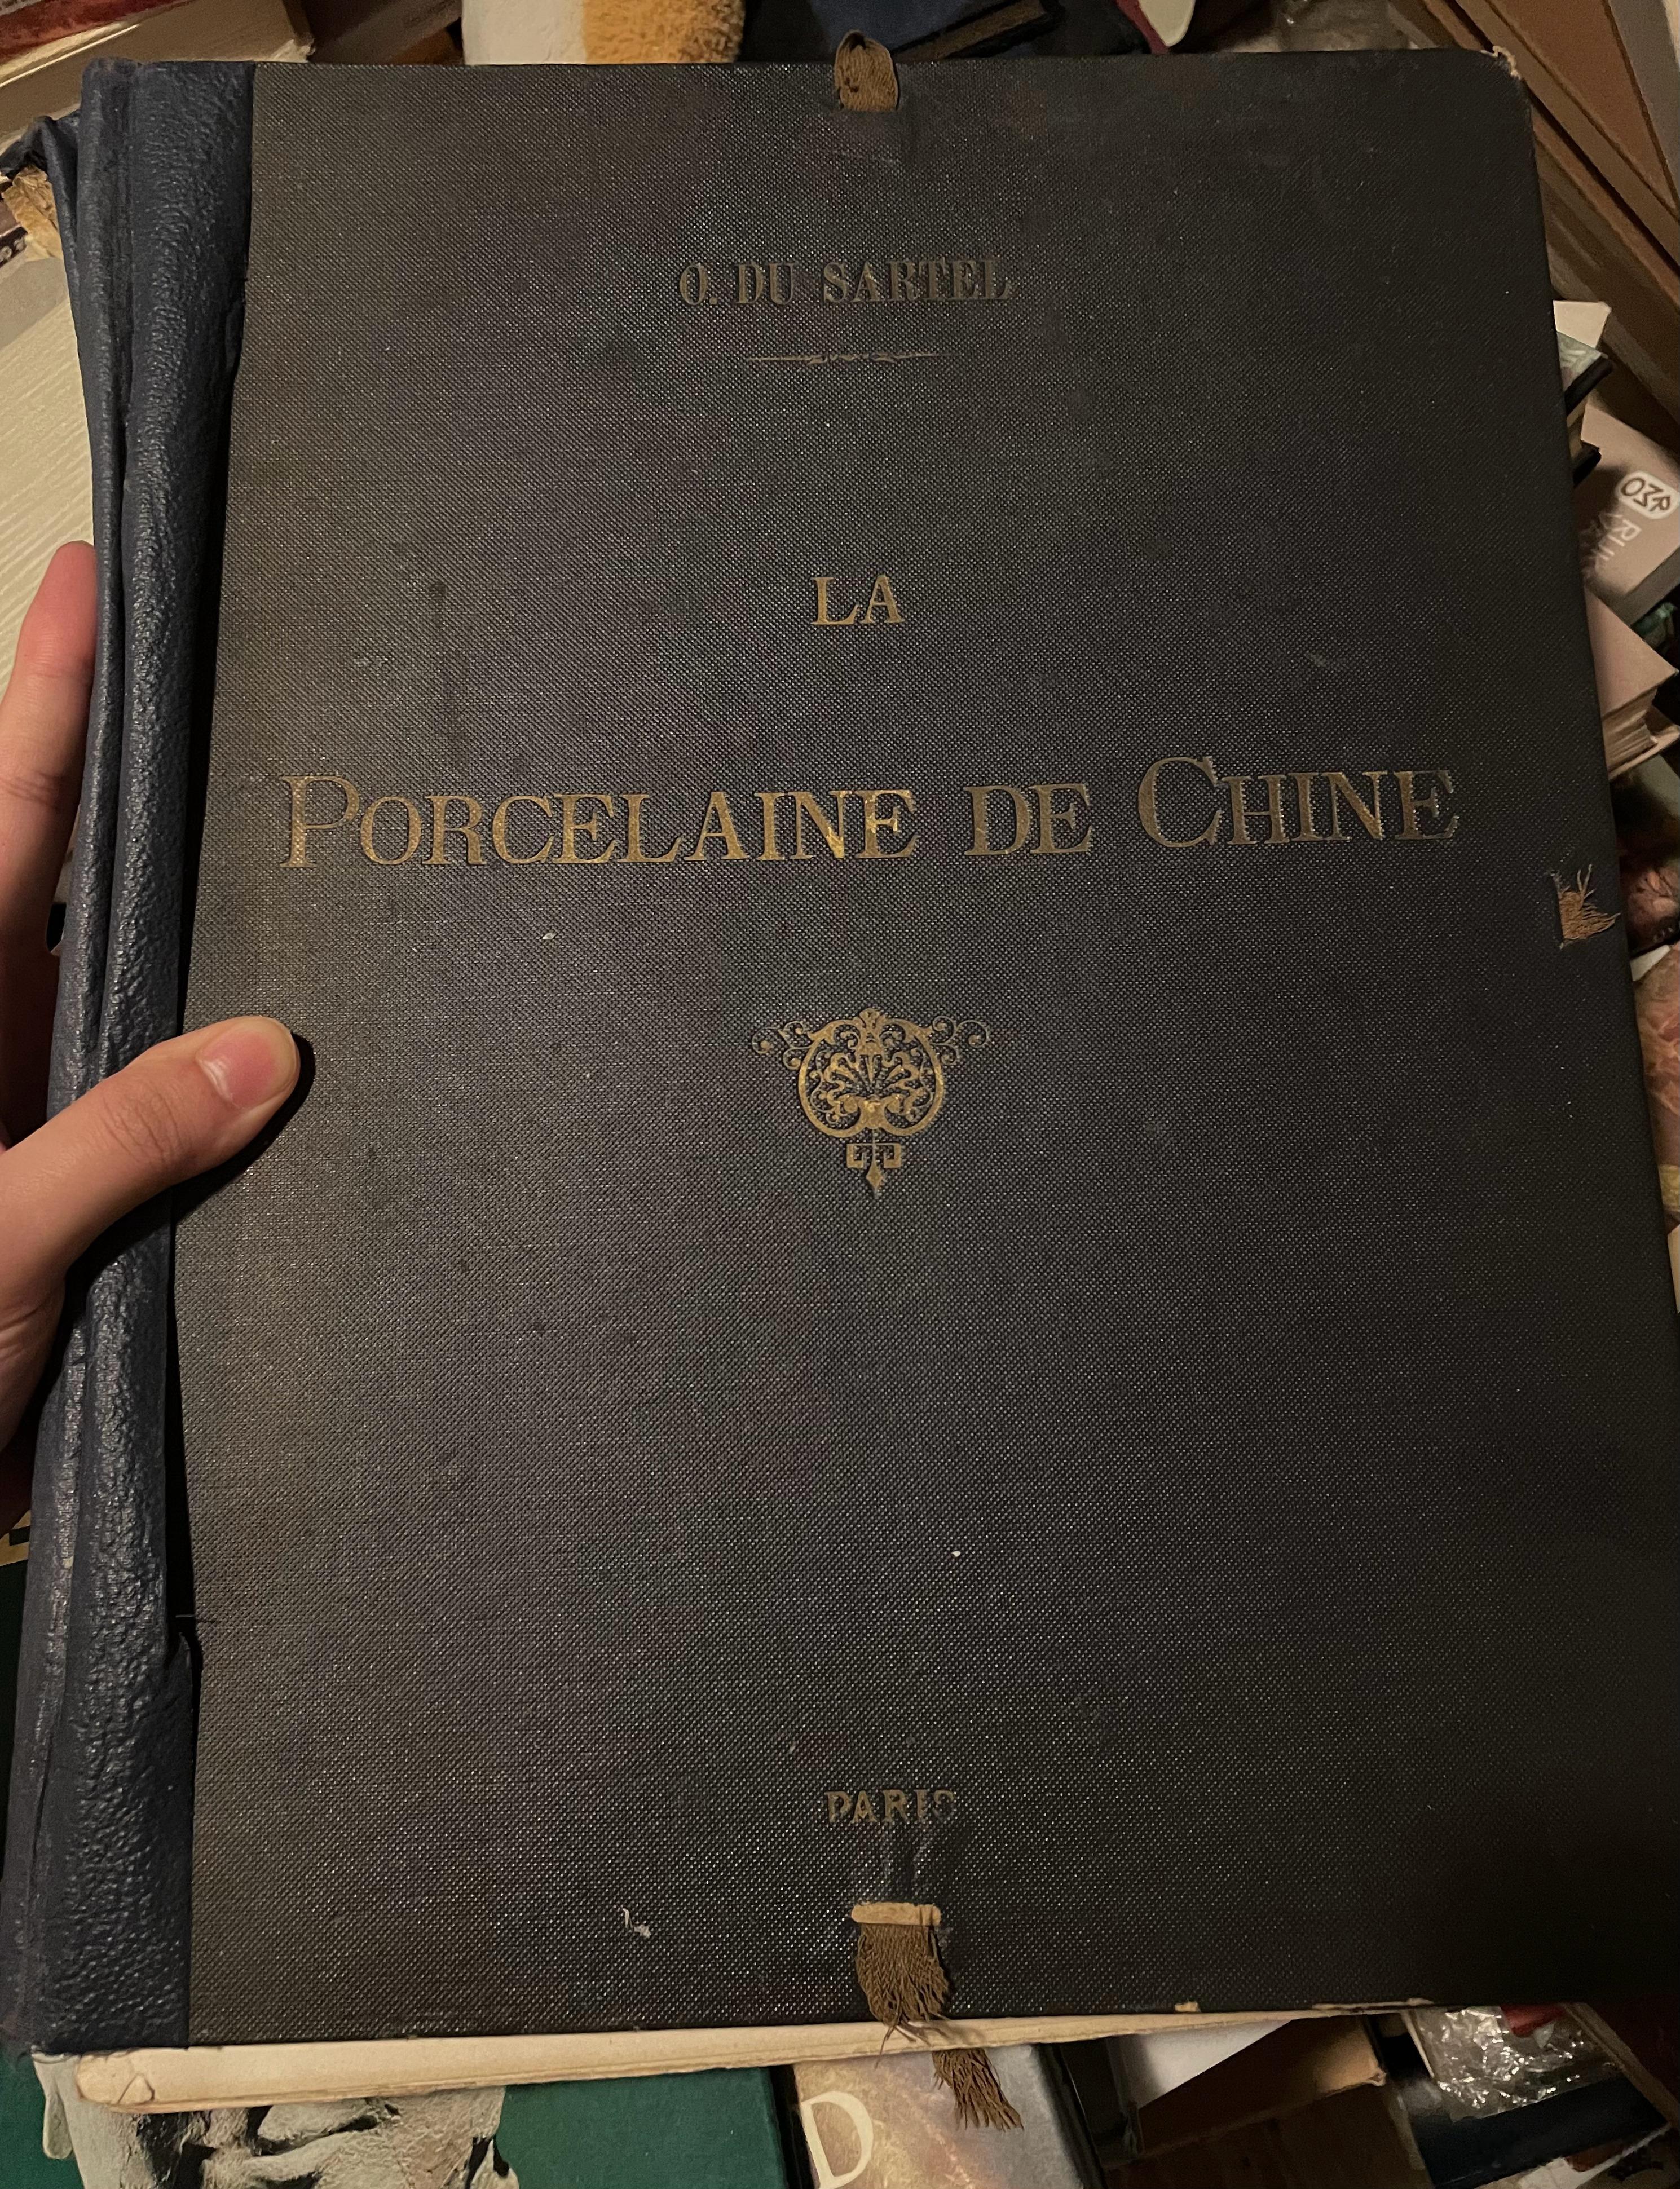 O. DU SARTEL
LA
PORCELAINE DE CHINE
PARIS
D